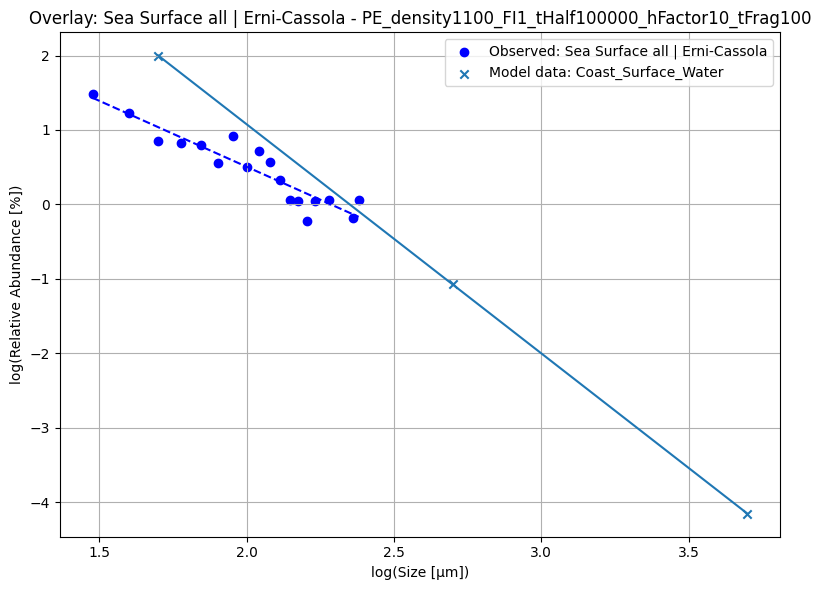 Overlay: Sea Surface all | Erni-Cassola - PE_density1100_FI1_tHalf100000_hFactor10_tFrag100
Observed: Sea Surface all | Erni-Cassola
Model data: Coast_Surface_Water
log(Relative Abundance [%])
2
1
0
−1
−2
−3
−4
1.5
2.0
2.5
3.0
3.5
log(Size [µm])